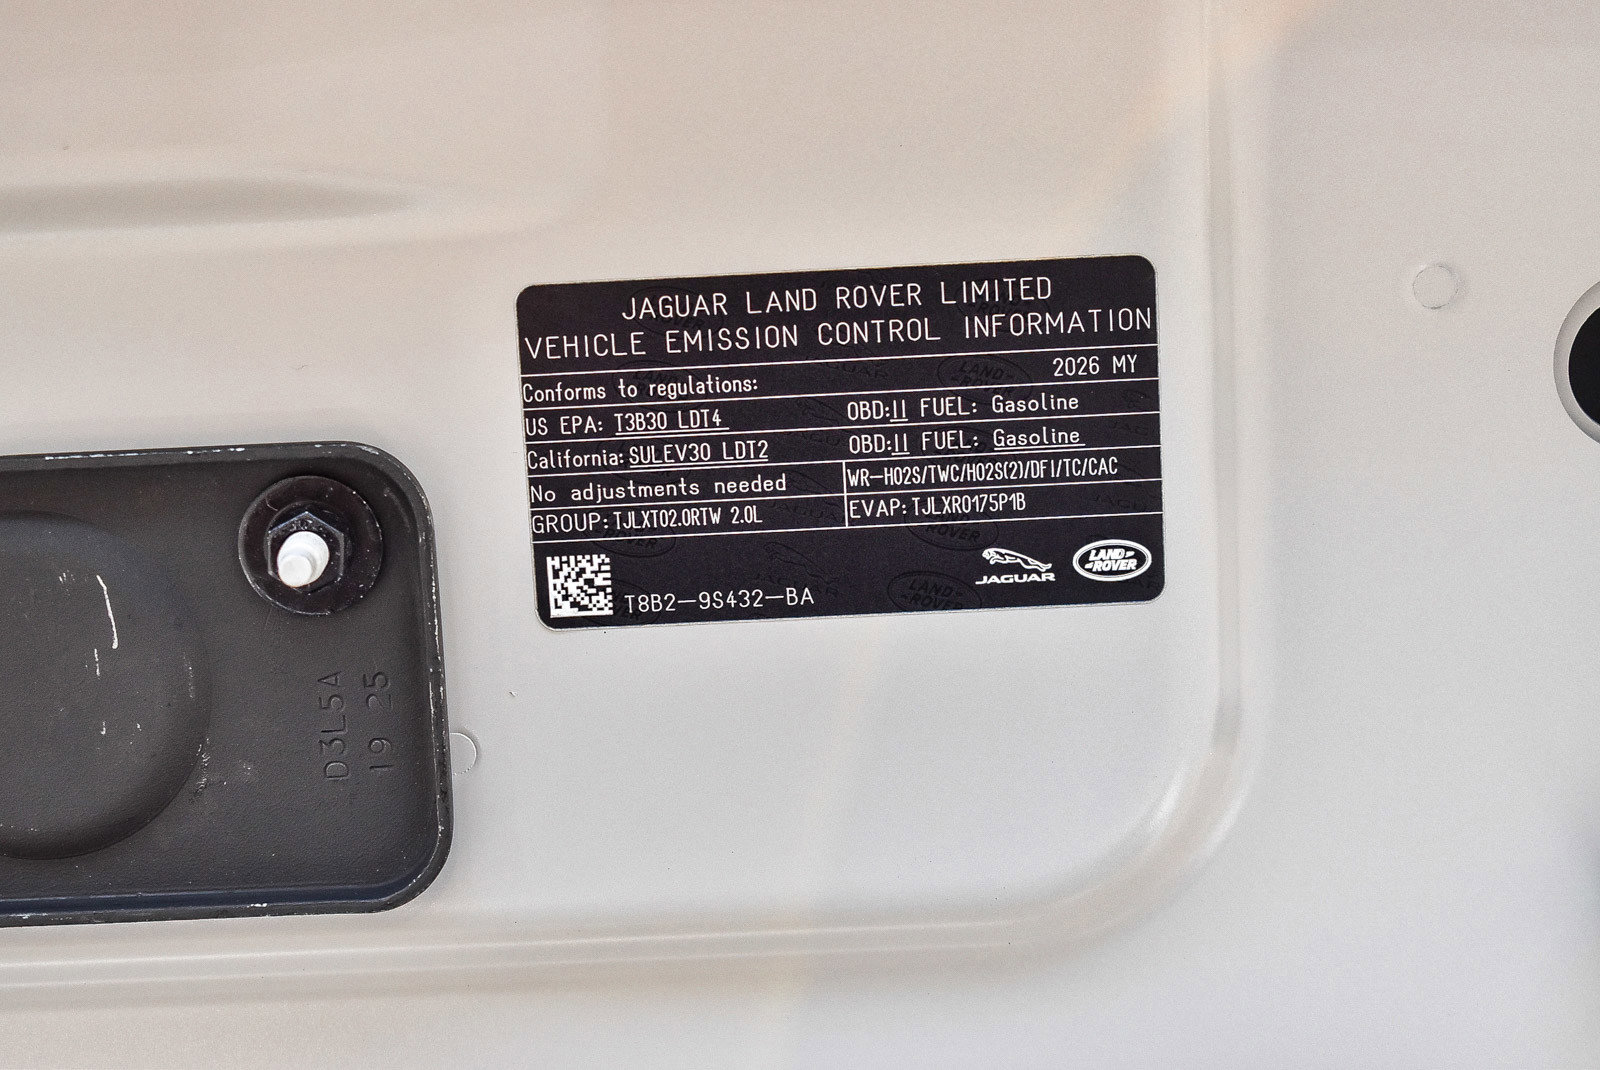 JAGUAR LAND ROVER LIMITED
VEHICLE EMISSION CONTROL INFORMATION
2026 MY
Conforms to regulations:
US EPA: T3B30 LDT4 OBD:II FUEL: Gasoline
California: SULEV30 LDT2 OBD:II FUEL: Gasoline
No adjustments needed WR-HO2S/TWC/HO2S(2)/DFI/TC/CAC
GROUP: TJLXT02.0RTW 2.0L EVAP: TJLXR0175P1B
JAGUAR
LAND ROVER
T8B2-9S432-BA
D3L5A
19 25